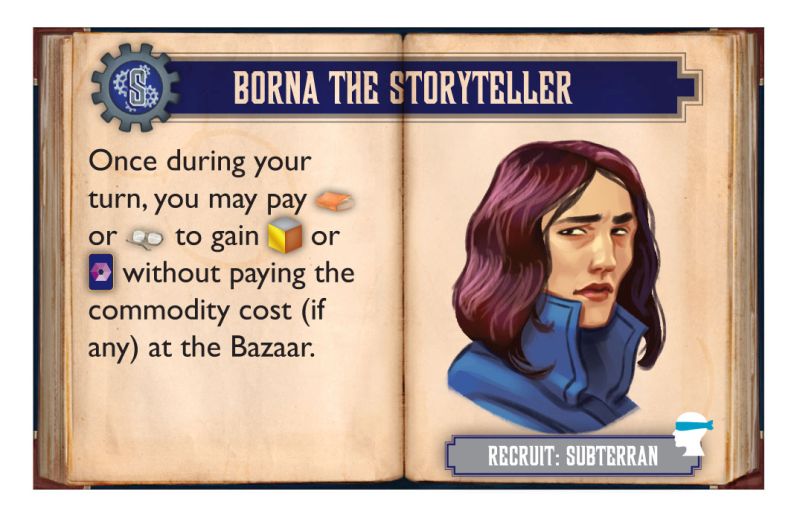 S
BORNA THE STORYTELLER
Once during your
turn, you may pay
or to gain or
without paying the
commodity cost (if
any) at the Bazaar.
RECRUIT: SUBTERRAN